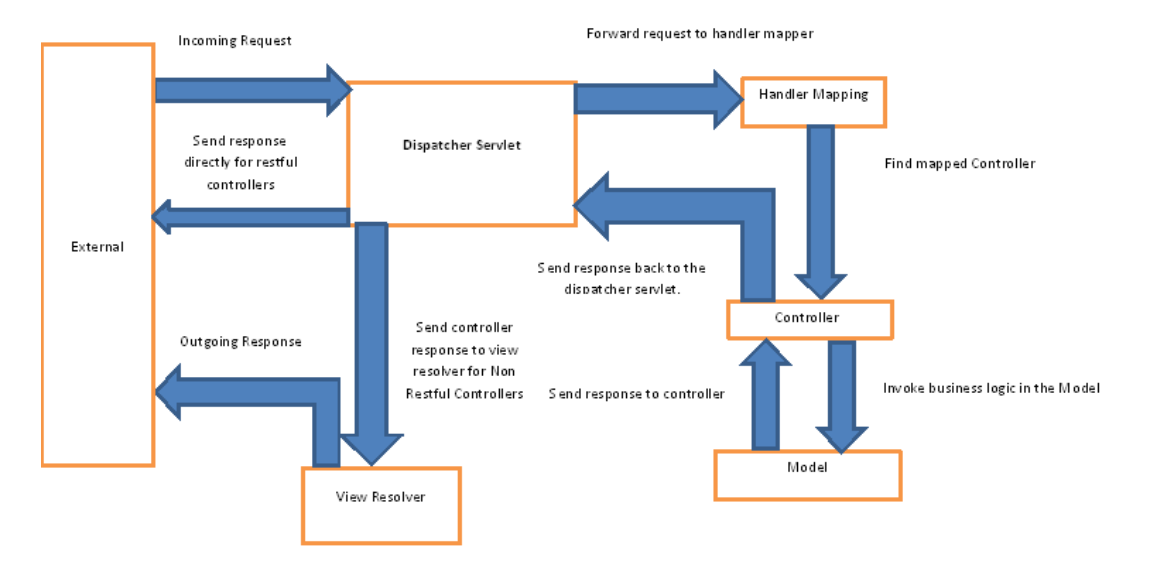 Incoming Request
Forward request to handler mapper
Handler Mapping
Send response
directly for restful
controllers
Dispatcher Servlet
Find mapped Controller
External
Send response back to the
dispatcher servlet.
Controller
Outgoing Response
Send controller
response to view
resolver for Non
Restful Controllers
Send response to controller
Invoke business logic in the Model
Model
View Resolver